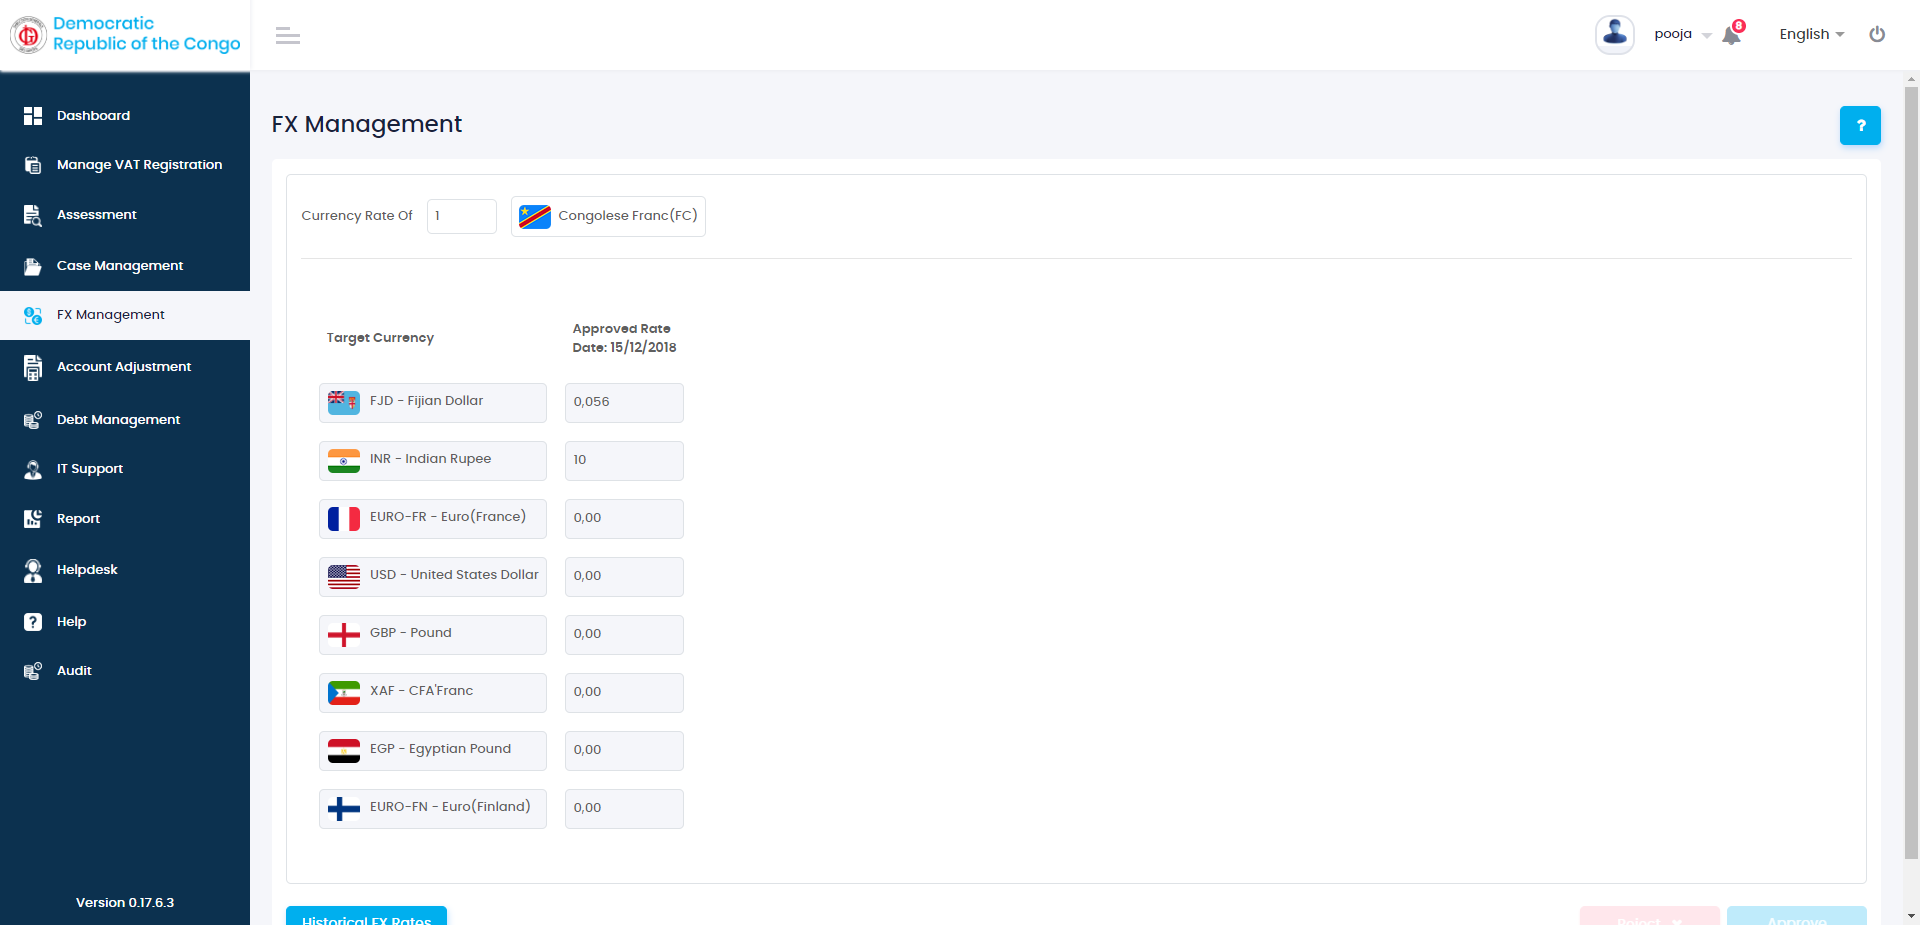 Democratic
Republic of the Congo
pooja
8
English
Dashboard
Manage VAT Registration
Assessment
Case Management
FX Management
Account Adjustment
Debt Management
IT Support
Report
Helpdesk
Help
Audit
Version 0.17.6.3
FX Management
?
Currency Rate Of
1
Congolese Franc(FC)
Target Currency
Approved Rate
Date: 15/12/2018
FJD - Fijian Dollar
0,056
INR - Indian Rupee
10
EURO-FR - Euro(France)
0,00
USD - United States Dollar
0,00
GBP - Pound
0,00
XAF - CFA'Franc
0,00
EGP - Egyptian Pound
0,00
EURO-FN - Euro(Finland)
0,00
Historical FX Rates
Reject
Approve